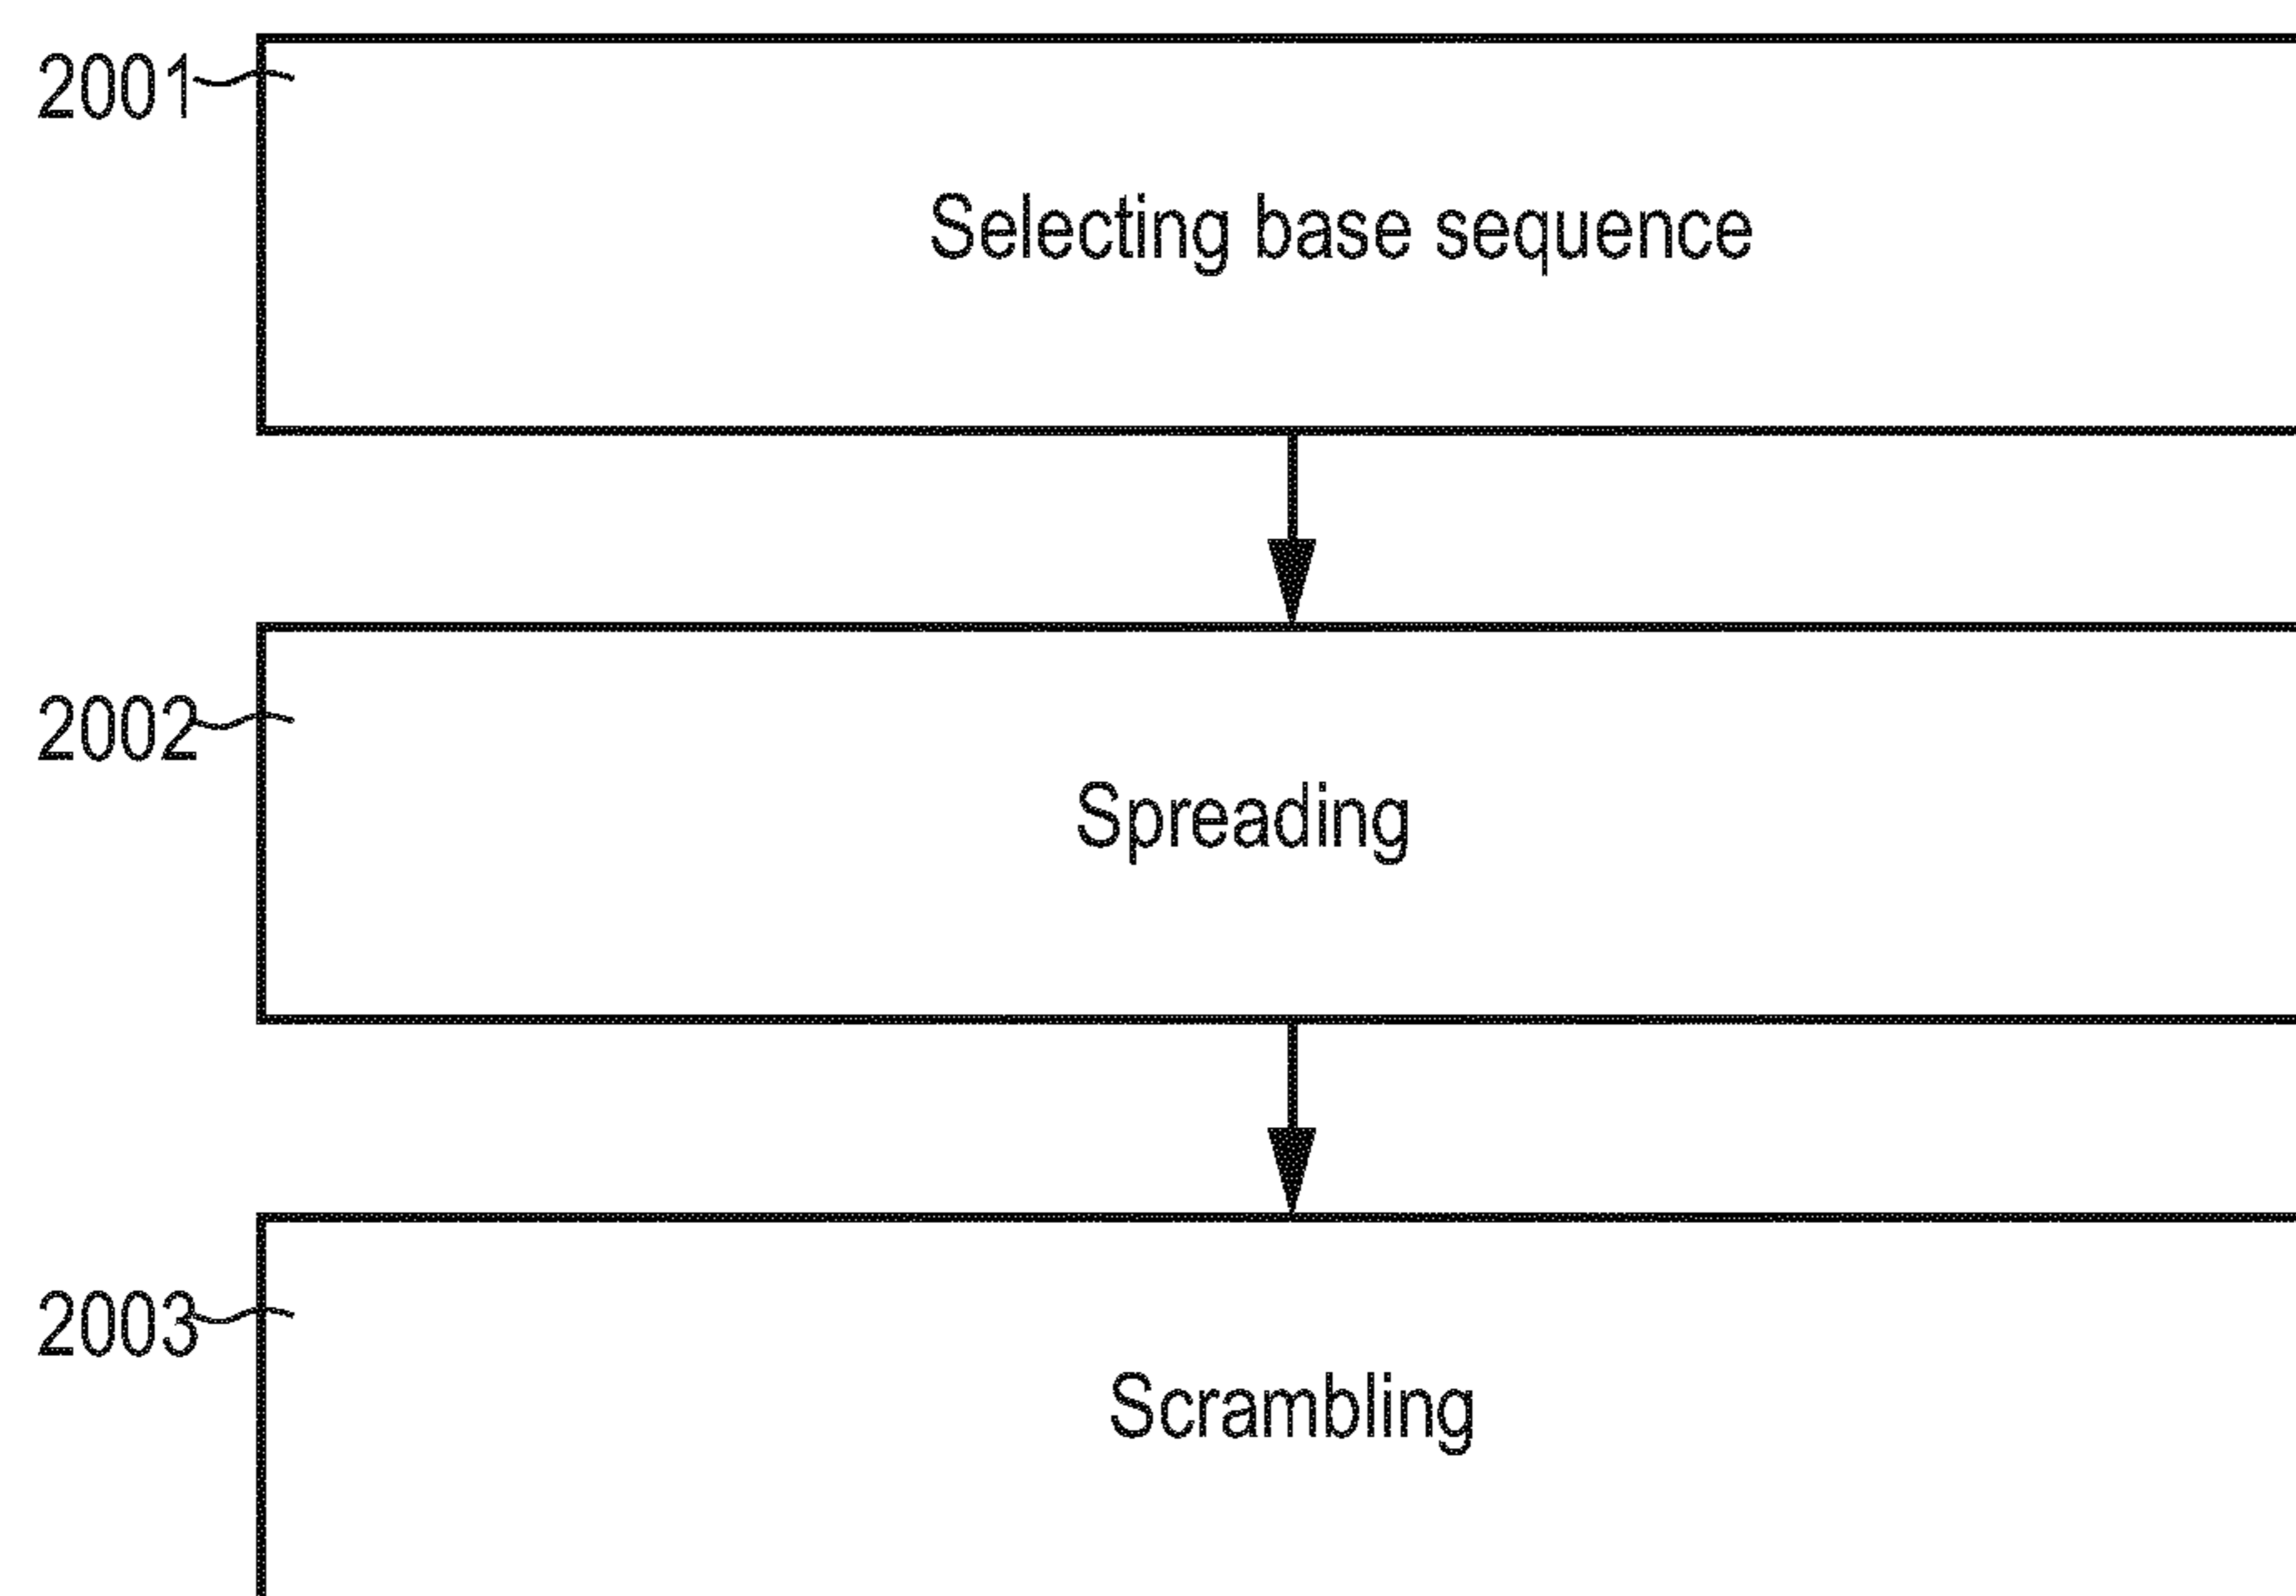 2001
Selecting base sequence
2002
Spreading
2003
Scrambling